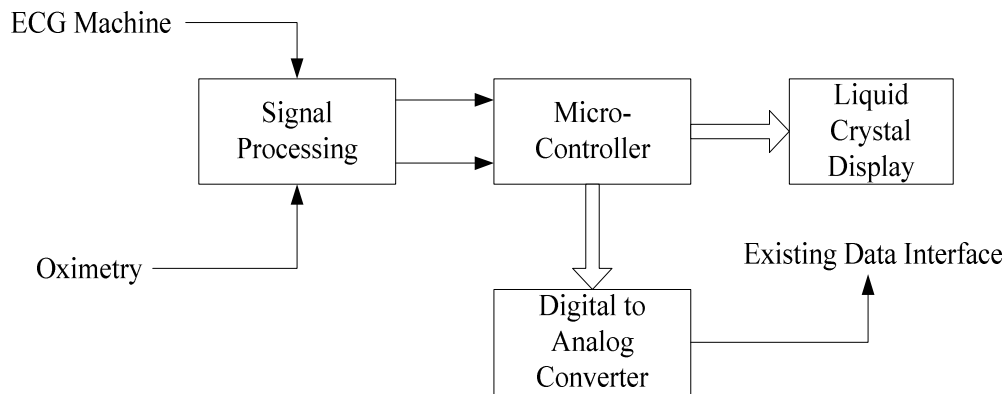 ECG Machine
Signal
Processing
Micro-
Controller
Liquid
Crystal
Display
Oximetry
Existing Data Interface
Digital to
Analog
Converter